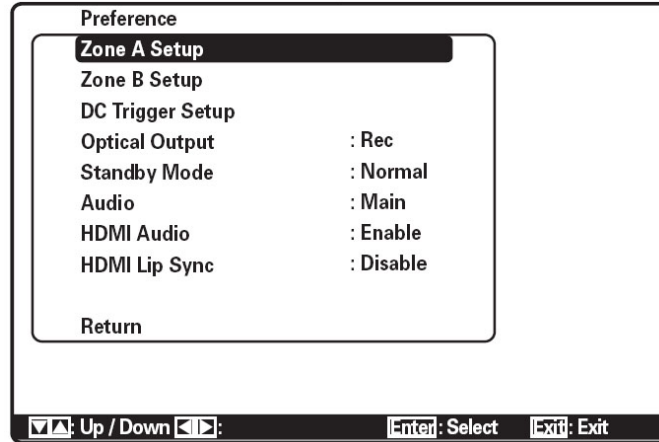 Preference
Zone A Setup
Zone B Setup
DC Trigger Setup
Optical Output : Rec
Standby Mode : Normal
Audio : Main
HDMI Audio : Enable
HDMI Lip Sync : Disable
Return
▼▲: Up / Down ◀▶: Enter: Select Exit: Exit